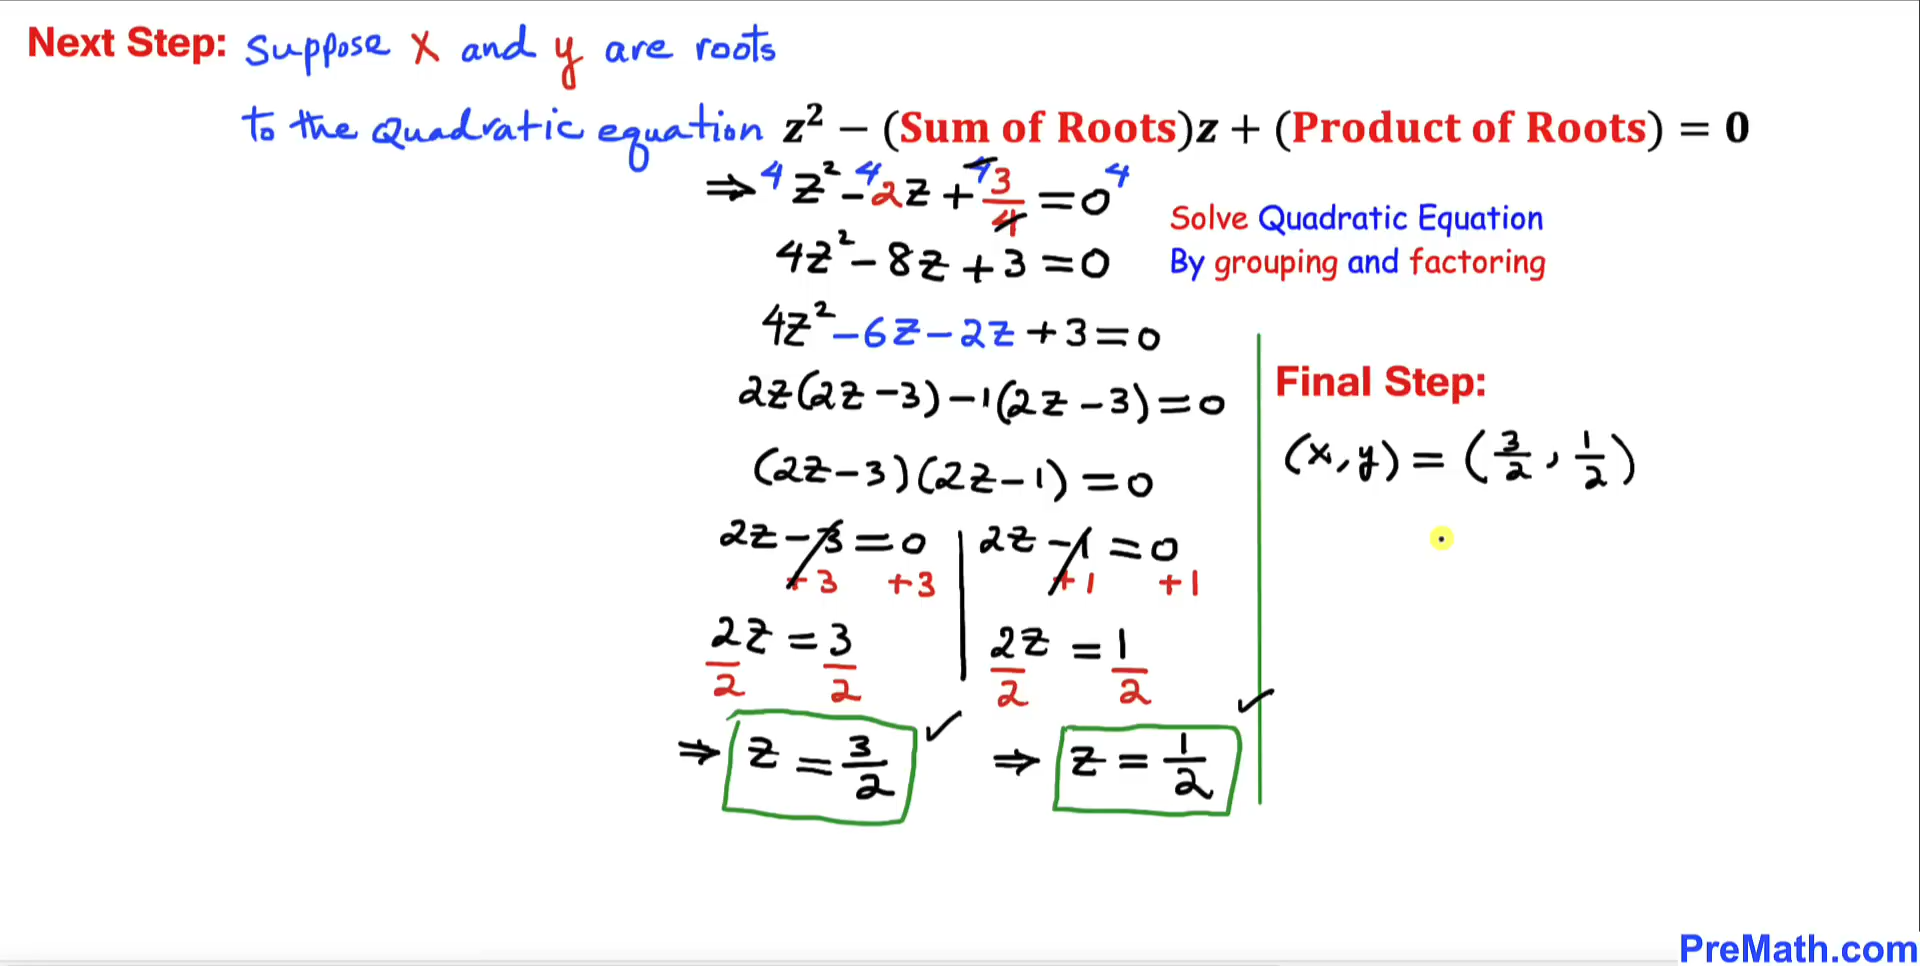 Next Step: Suppose x and y are roots
to the Quadratic equation z² − (Sum of Roots)z + (Product of Roots) = 0
⇒ 4 z² − 4 2z + 4 3/4 = 0 4
Solve Quadratic Equation
4z² − 8z + 3 = 0
By grouping and factoring
4z² − 6z − 2z + 3 = 0
2z(2z − 3) − 1(2z − 3) = 0
(2z − 3)(2z − 1) = 0
2z − 3 = 0
+3 +3
2z/2 = 3/2
⇒ z = 3/2 ✓
2z − 1 = 0
+1 +1
2z/2 = 1/2
⇒ z = 1/2 ✓
Final Step:
(x, y) = (3/2, 1/2)
PreMath.com